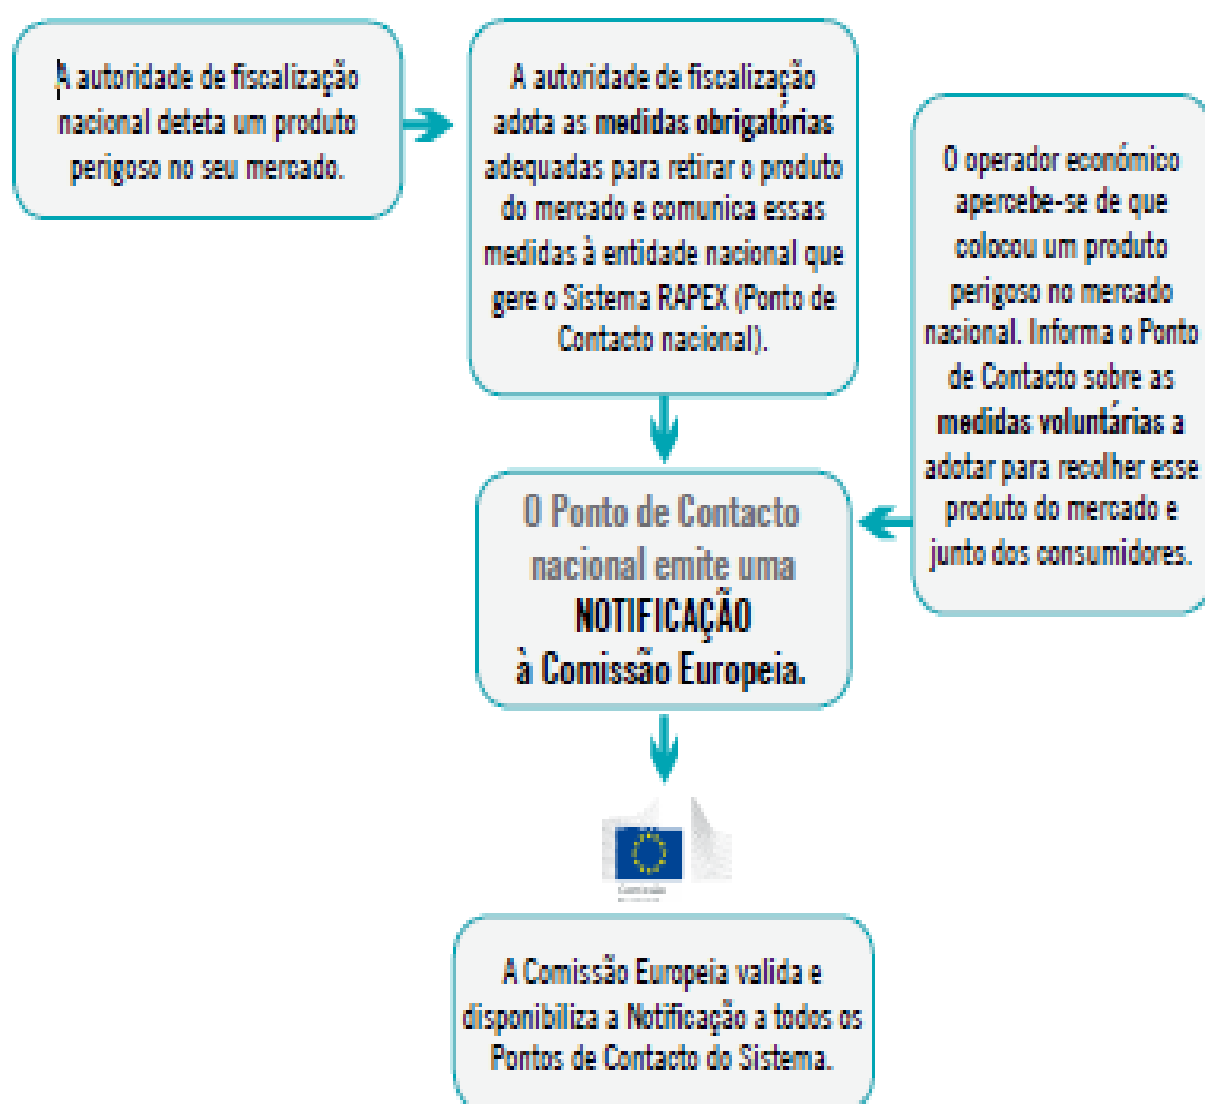 A autoridade de fiscalização
nacional deteta um produto
perigoso no seu mercado.
A autoridade de fiscalização
adota as medidas obrigatórias
adequadas para retirar o produto
do mercado e comunica essas
medidas à entidade nacional que
gere o Sistema RAPEX (Ponto de
Contacto nacional).
O operador económico
apercebe-se de que
colocou um produto
perigoso no mercado
nacional. Informa o Ponto
de Contacto sobre as
medidas voluntárias a
adotar para recolher esse
produto do mercado e
junto dos consumidores.
O Ponto de Contacto
nacional emite uma
NOTIFICAÇÃO
à Comissão Europeia.
Comissão
A Comissão Europeia valida e
disponibiliza a Notificação a todos os
Pontos de Contacto do Sistema.